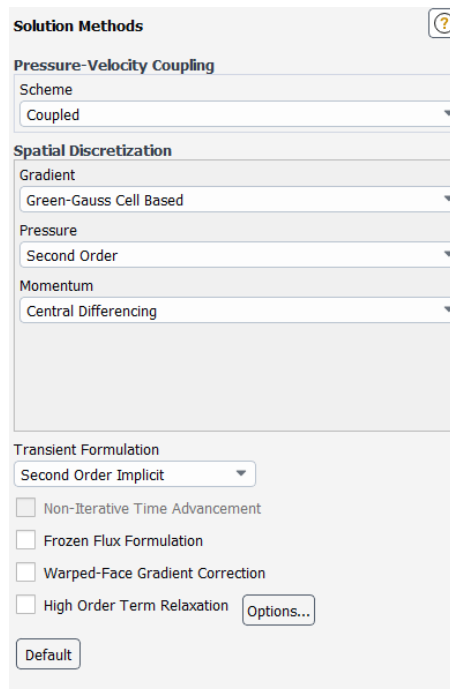 Solution Methods
?
Pressure-Velocity Coupling
Scheme
Coupled
Spatial Discretization
Gradient
Green-Gauss Cell Based
Pressure
Second Order
Momentum
Central Differencing
Transient Formulation
Second Order Implicit
Non-Iterative Time Advancement
Frozen Flux Formulation
Warped-Face Gradient Correction
High Order Term Relaxation Options...
Default